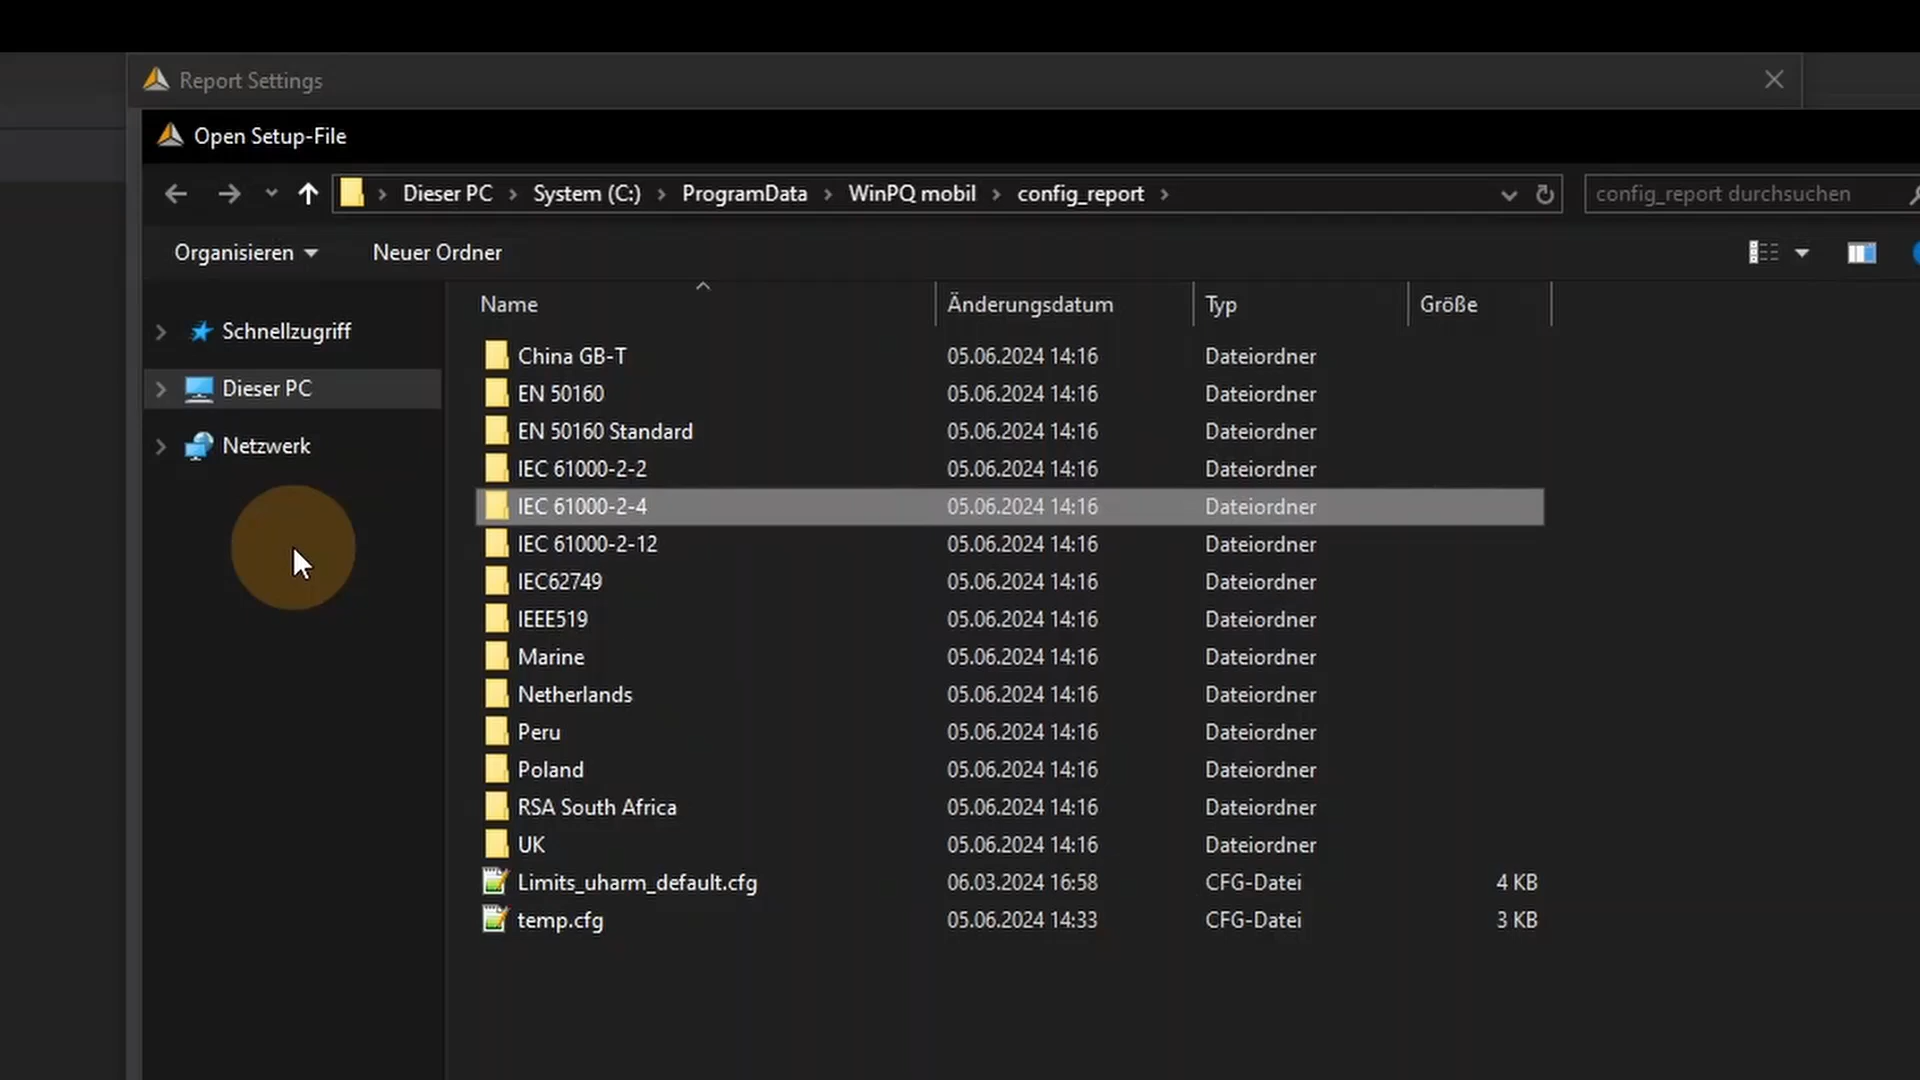 Report Settings
Open Setup-File
Dieser PC > System (C:) > ProgramData > WinPQ mobil > config_report >
config_report durchsuchen
Organisieren
Neuer Ordner
Schnellzugriff
Dieser PC
Netzwerk
Name Änderungsdatum Typ Größe
China GB-T 05.06.2024 14:16 Dateiordner
EN 50160 05.06.2024 14:16 Dateiordner
EN 50160 Standard 05.06.2024 14:16 Dateiordner
IEC 61000-2-2 05.06.2024 14:16 Dateiordner
IEC 61000-2-4 05.06.2024 14:16 Dateiordner
IEC 61000-2-12 05.06.2024 14:16 Dateiordner
IEC62749 05.06.2024 14:16 Dateiordner
IEEE519 05.06.2024 14:16 Dateiordner
Marine 05.06.2024 14:16 Dateiordner
Netherlands 05.06.2024 14:16 Dateiordner
Peru 05.06.2024 14:16 Dateiordner
Poland 05.06.2024 14:16 Dateiordner
RSA South Africa 05.06.2024 14:16 Dateiordner
UK 05.06.2024 14:16 Dateiordner
Limits_uharm_default.cfg 06.03.2024 16:58 CFG-Datei 4 KB
temp.cfg 05.06.2024 14:33 CFG-Datei 3 KB